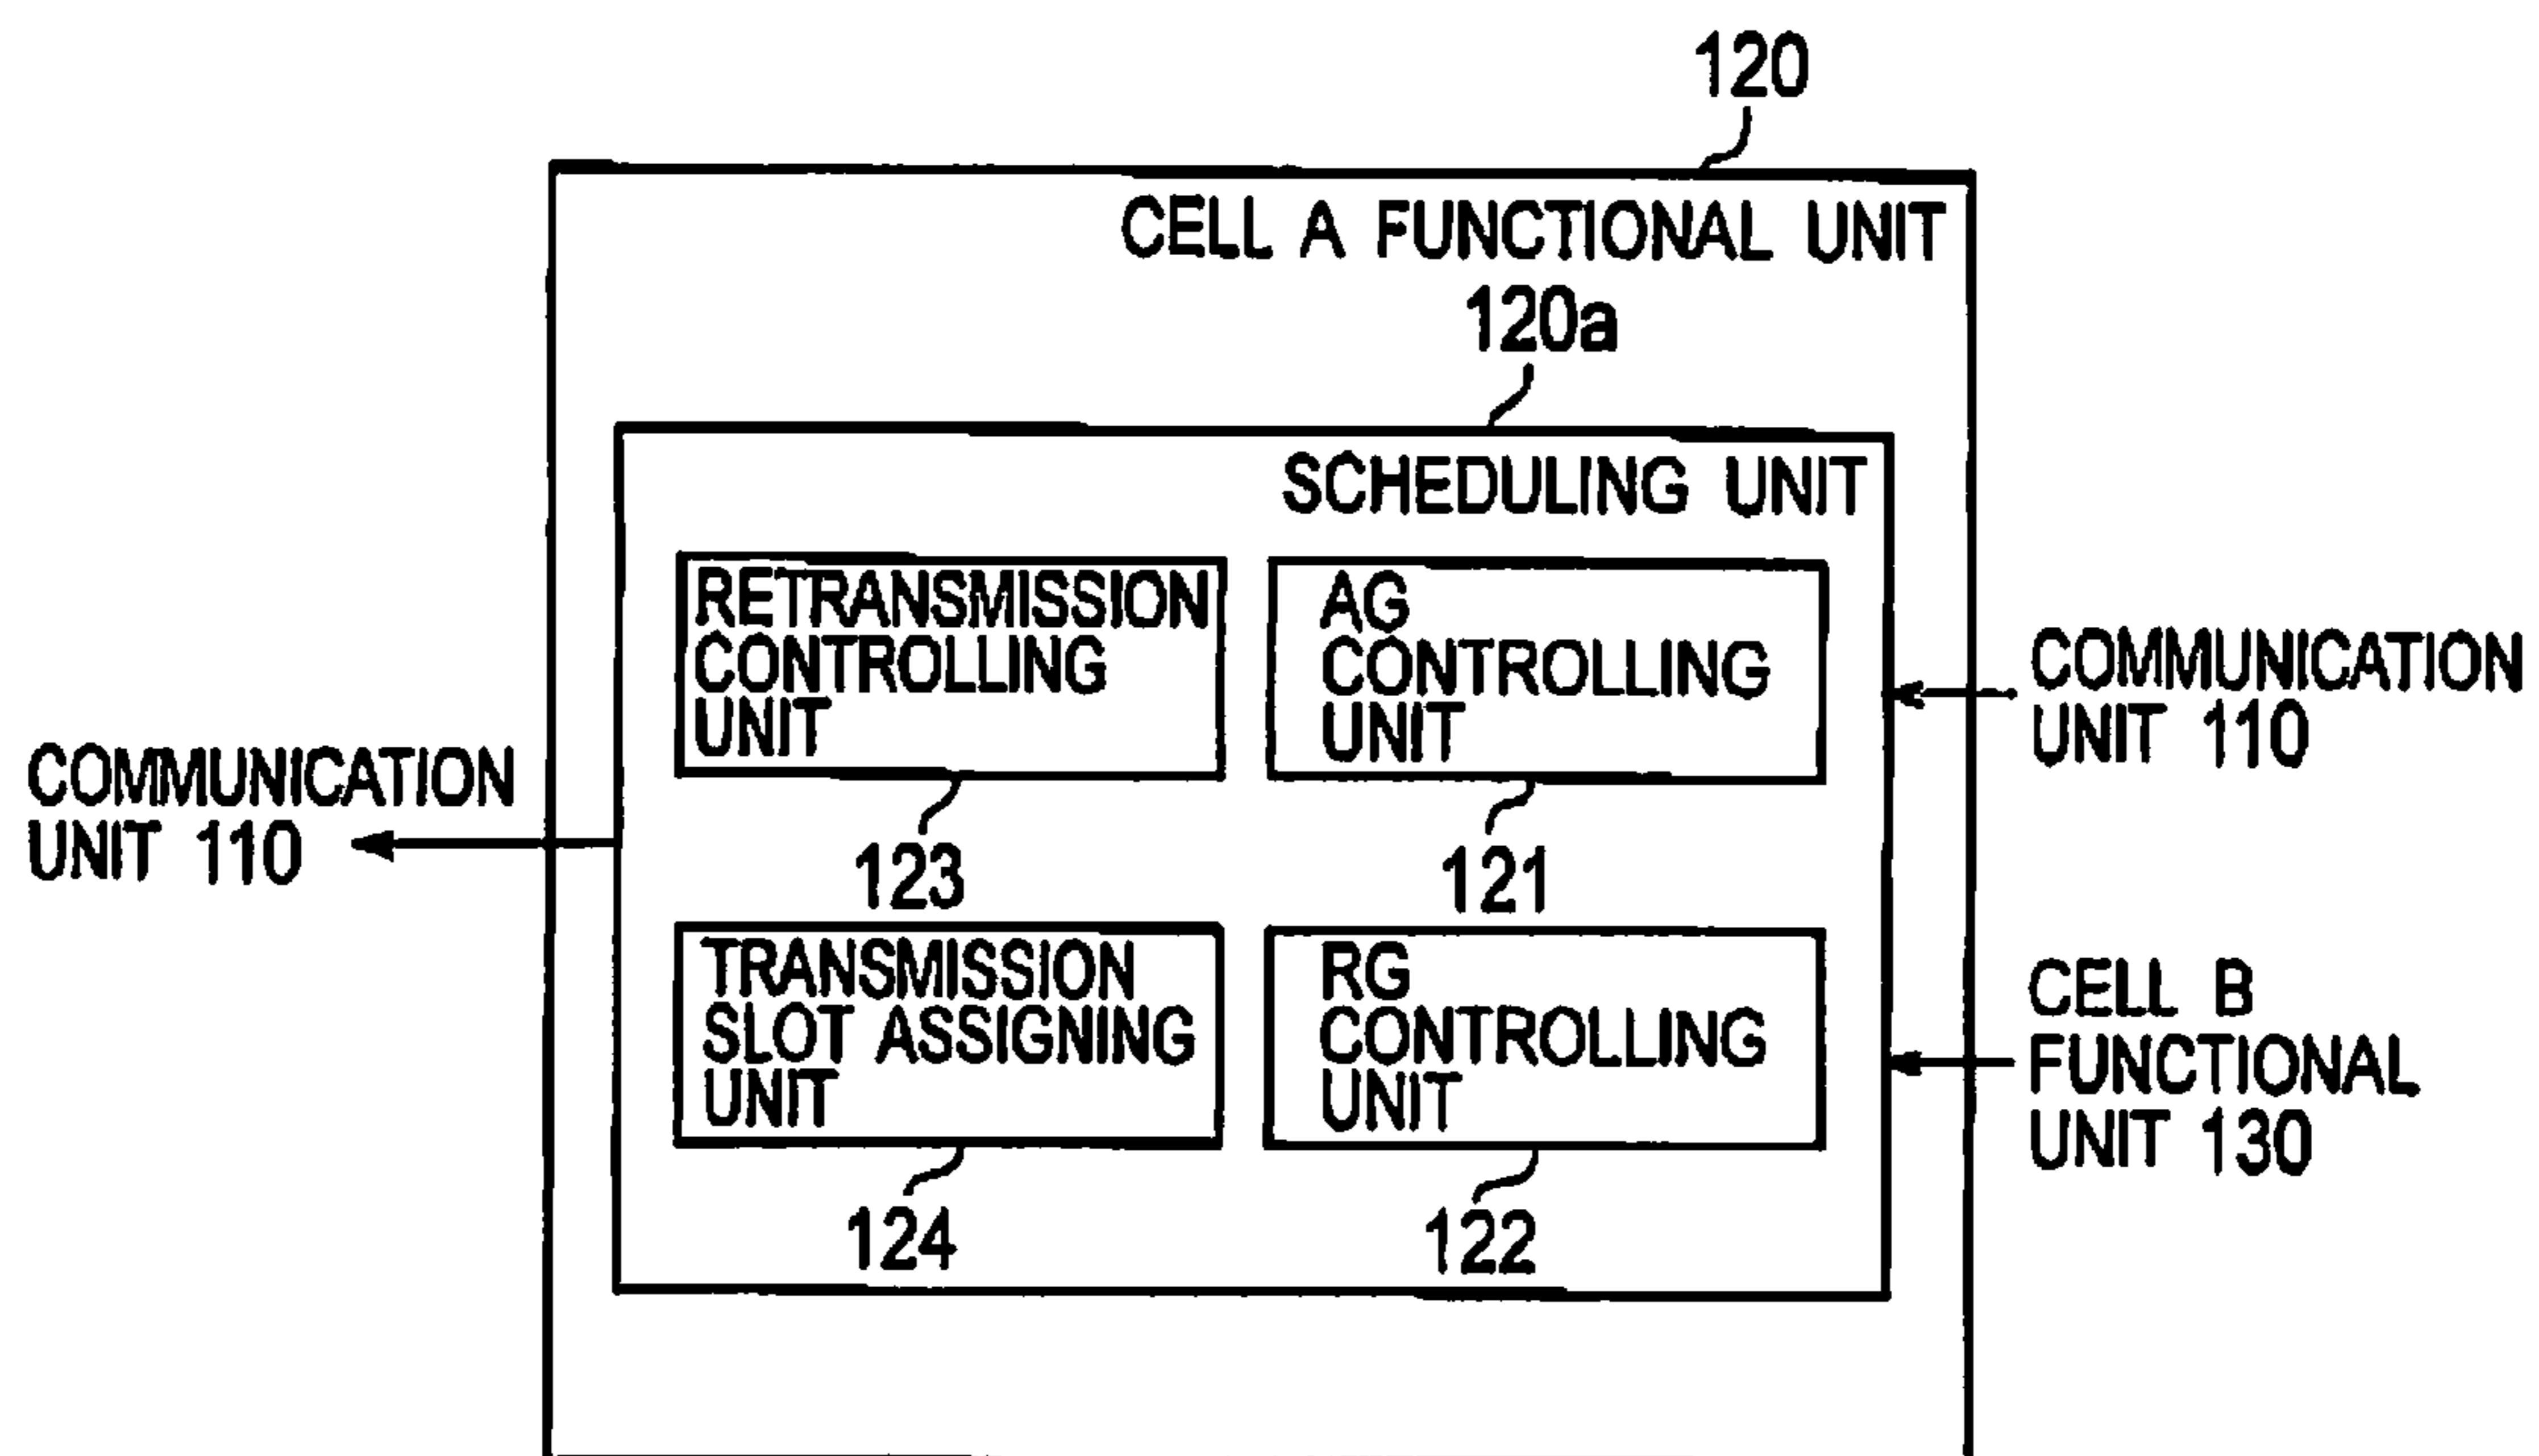 120
CELL A FUNCTIONAL UNIT
120a
SCHEDULING UNIT
RETRANSMISSION
CONTROLLING
UNIT
123
AG
CONTROLLING
UNIT
121
TRANSMISSION
SLOT ASSIGNING
UNIT
124
RG
CONTROLLING
UNIT
122
COMMUNICATION
UNIT 110
COMMUNICATION
UNIT 110
CELL B
FUNCTIONAL
UNIT 130